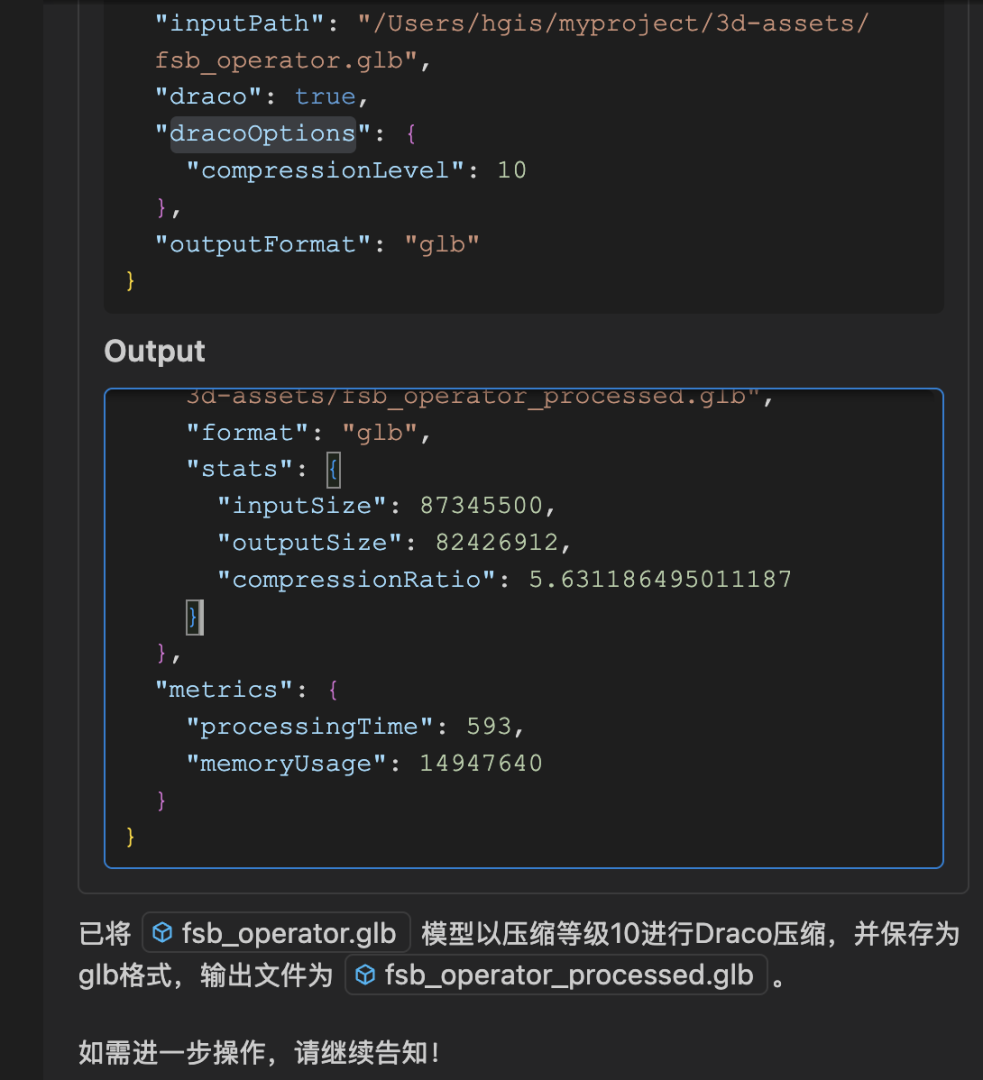 "inputPath": "/Users/hgis/myproject/3d-assets/
fsb_operator.glb",
"draco": true,
"dracoOptions": {
"compressionLevel": 10
},
"outputFormat": "glb"
}
Output
3d-assets/fsb_operator_processed.glb",
"format": "glb",
"stats": {
"inputSize": 87345500,
"outputSize": 82426912,
"compressionRatio": 5.631186495011187
}
},
"metrics": {
"processingTime": 593,
"memoryUsage": 14947640
}
}
已将 fsb_operator.glb 模型以压缩等级10进行Draco压缩，并保存为
glb格式，输出文件为 fsb_operator_processed.glb 。
如需进一步操作，请继续告知！